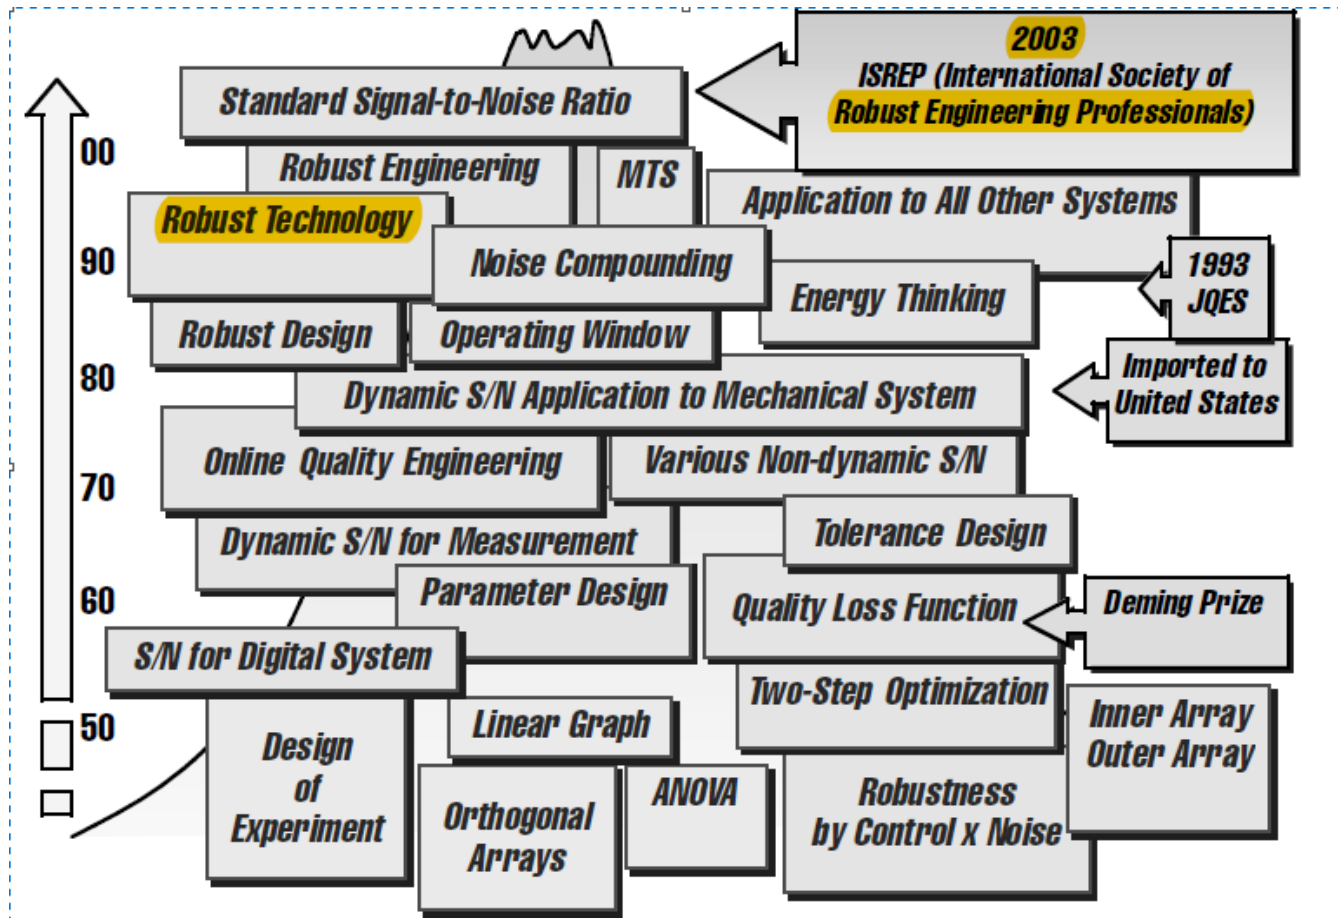 2003
ISREP (International Society of
Robust Engineering Professionals)
Standard Signal-to-Noise Ratio
00
Robust Engineering
MTS
Application to All Other Systems
Robust Technology
90
Noise Compounding
1993
JQES
Energy Thinking
Robust Design
Operating Window
Imported to
United States
80
Dynamic S/N Application to Mechanical System
Online Quality Engineering
Various Non-dynamic S/N
70
Tolerance Design
Dynamic S/N for Measurement
Parameter Design
60
Quality Loss Function
Deming Prize
S/N for Digital System
Two-Step Optimization
Inner Array
Outer Array
50
Linear Graph
Design
of
Experiment
ANOVA
Robustness
by Control x Noise
Orthogonal
Arrays